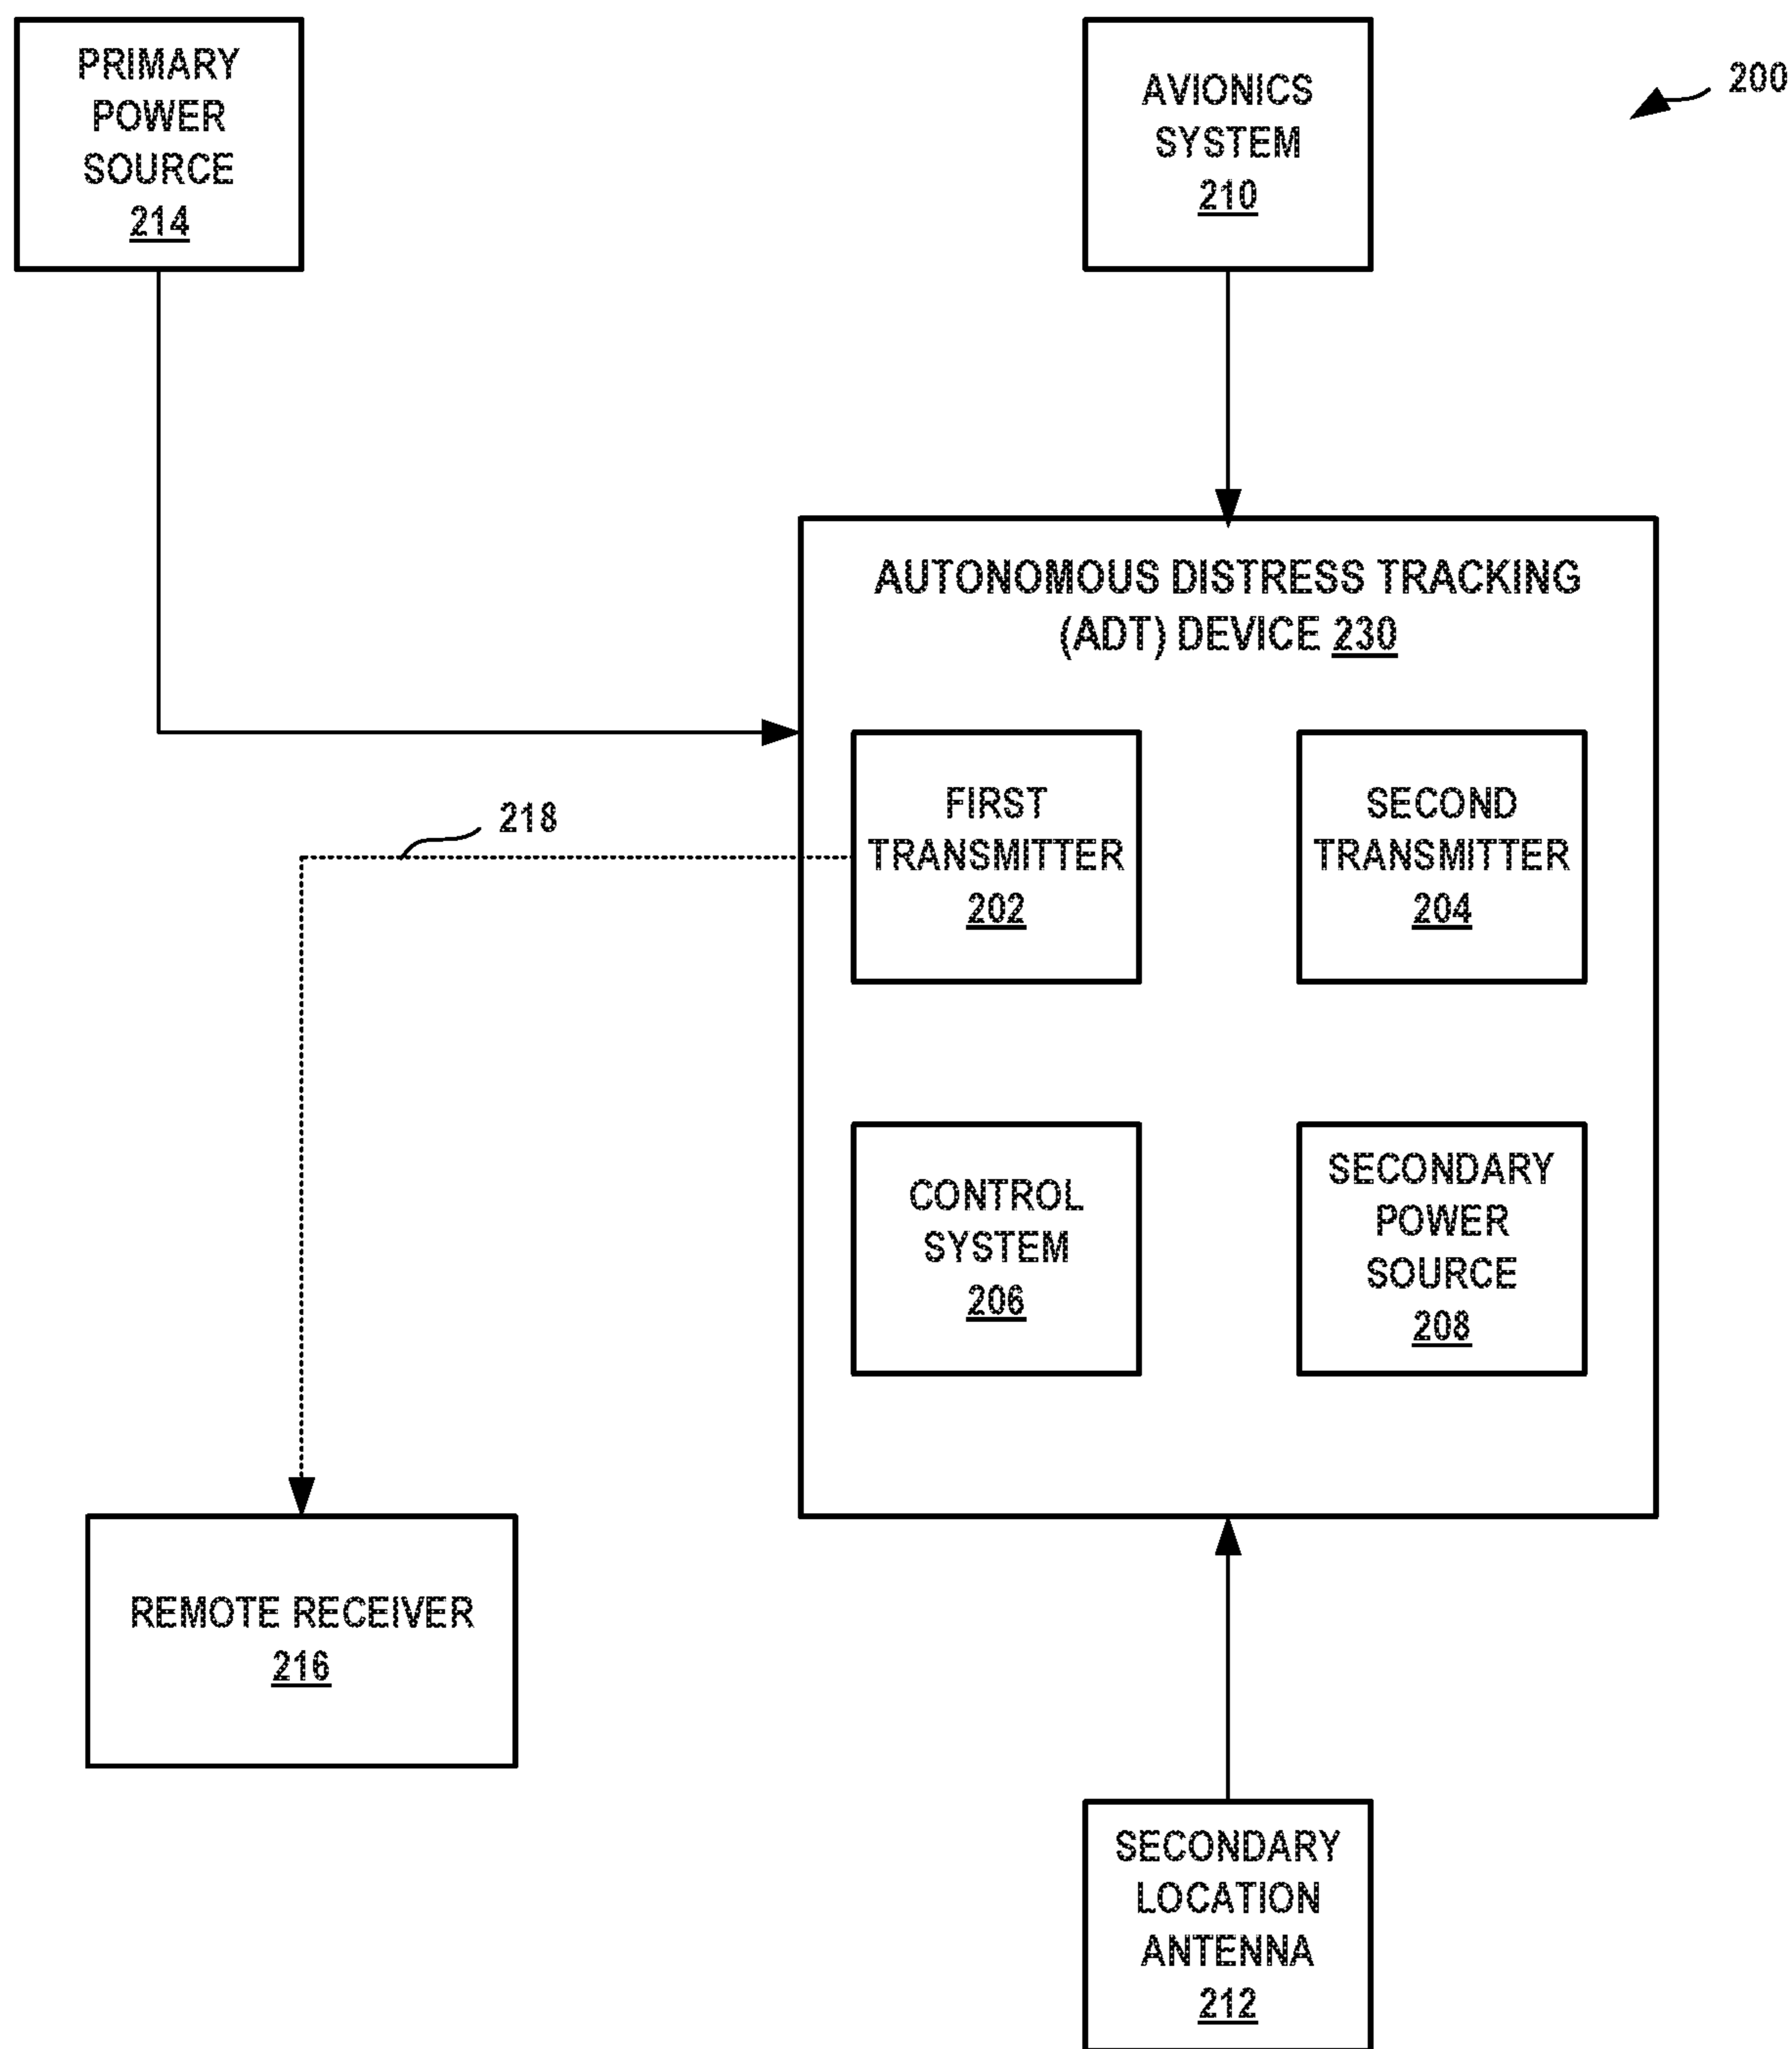 PRIMARY
POWER
SOURCE
214
AVIONICS
SYSTEM
210
200
AUTONOMOUS DISTRESS TRACKING
(ADT) DEVICE 230
FIRST
TRANSMITTER
202
SECOND
TRANSMITTER
204
218
CONTROL
SYSTEM
206
SECONDARY
POWER
SOURCE
208
REMOTE RECEIVER
216
SECONDARY
LOCATION
ANTENNA
212